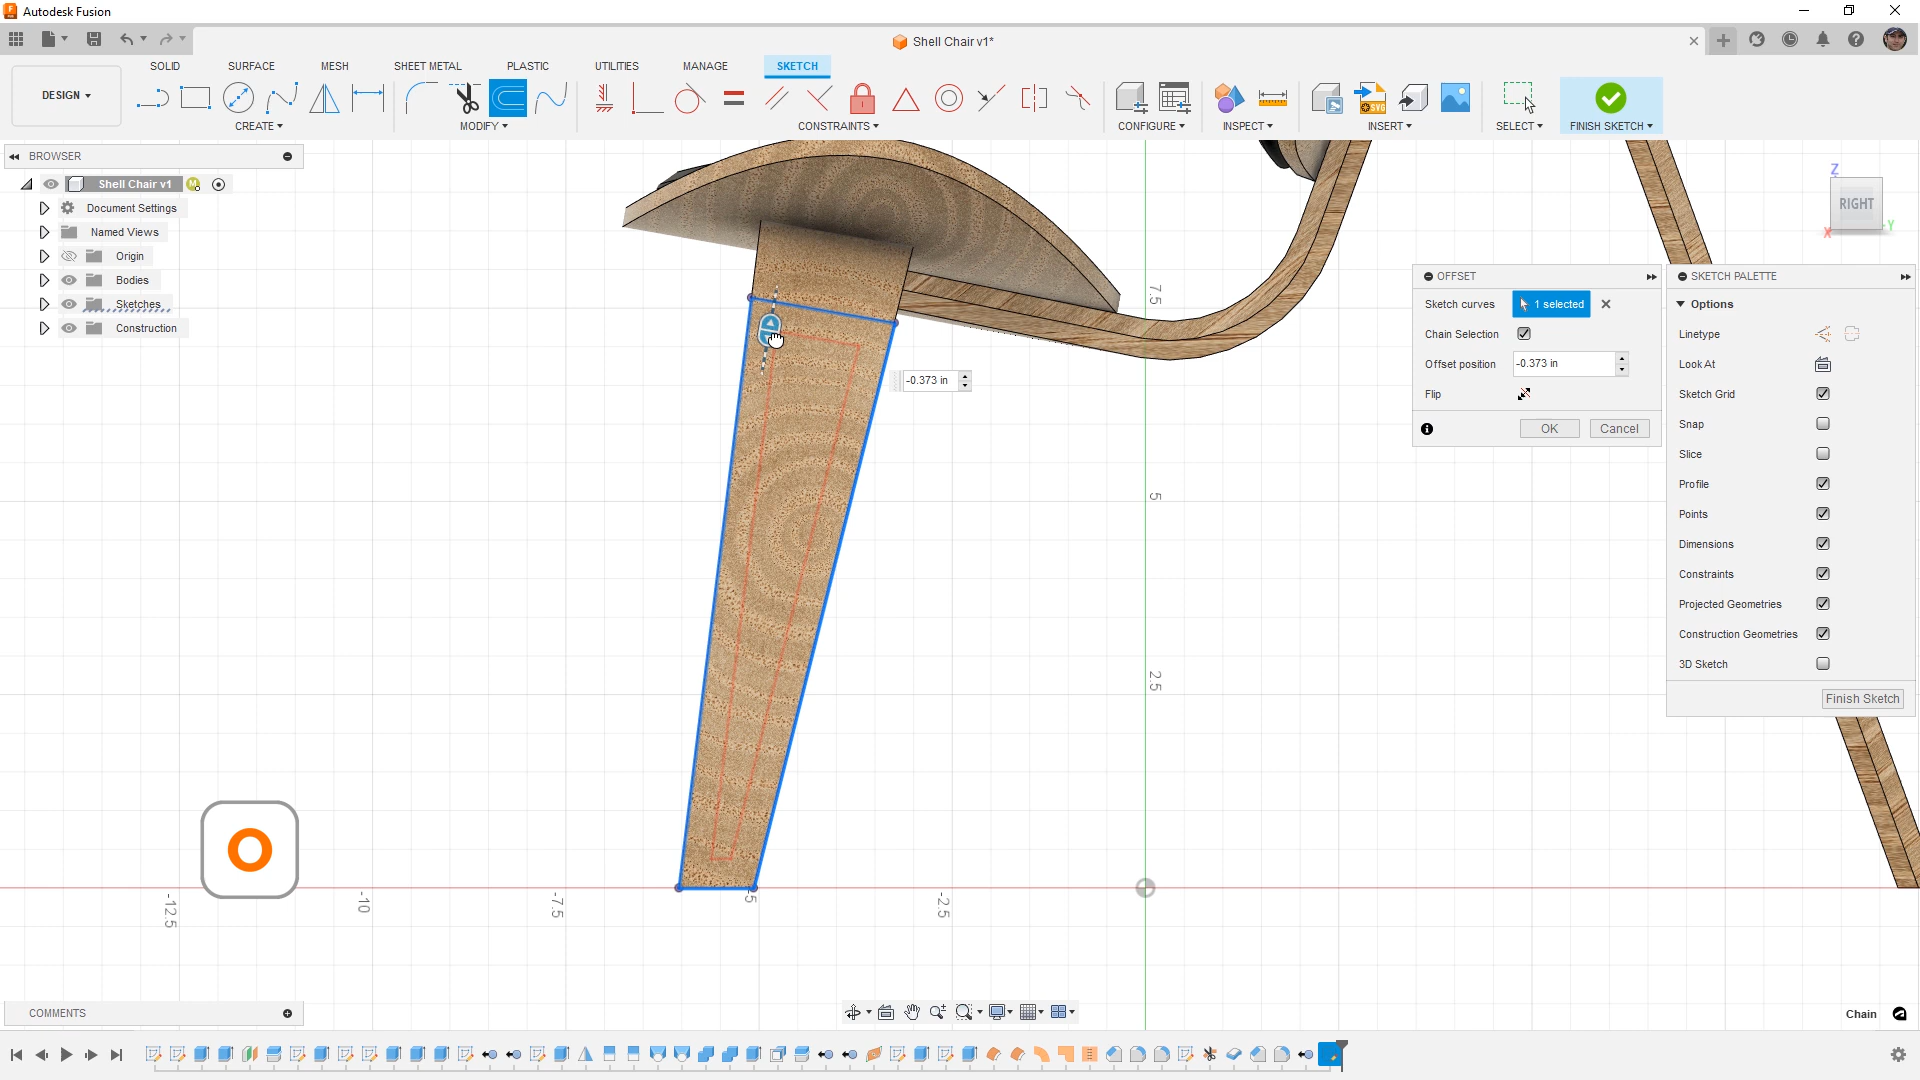 Autodesk Fusion
Shell Chair v1*
DESIGN
SOLID SURFACE MESH SHEET METAL PLASTIC UTILITIES MANAGE SKETCH
CREATE MODIFY CONSTRAINTS CONFIGURE INSPECT INSERT SELECT FINISH SKETCH
BROWSER
Shell Chair v1
Document Settings
Named Views
Origin
Bodies
Sketches
Construction
Z
RIGHT
Y
X
OFFSET
Sketch curves 1 selected
Chain Selection
Offset position -0.373 in
Flip
OK Cancel
SKETCH PALETTE
Options
Linetype
Look At
Sketch Grid
Snap
Slice
Profile
Points
Dimensions
Constraints
Projected Geometries
Construction Geometries
3D Sketch
Finish Sketch
-0.373 in
7.5
5
2.5
-12.5
-10
-7.5
-5
-2.5
O
COMMENTS
Chain